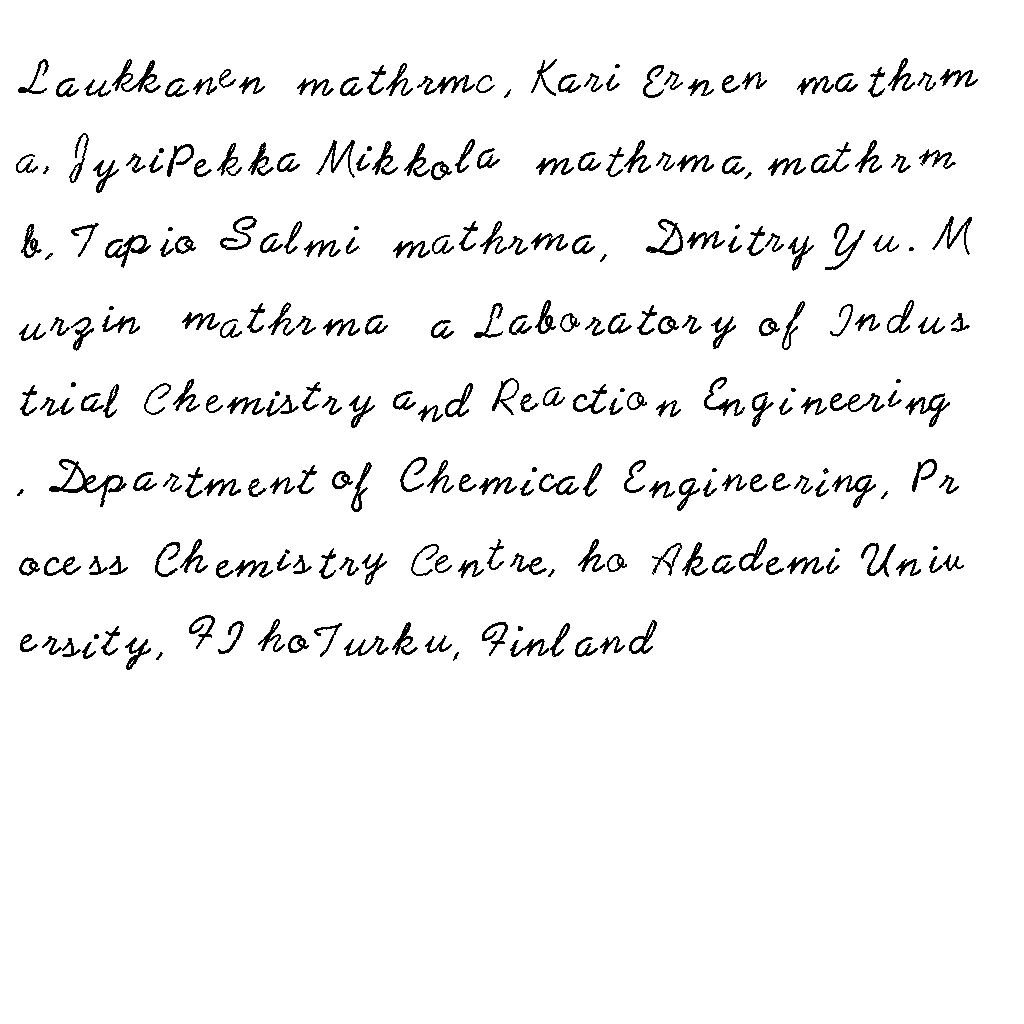 Laukkanen mathrmc, Kari Ernen mathrm
a, JyriPekka Mikkola mathrma, mathrm
b, Tapio Salmi mathrma, Dmitry Yu. M
urzin mathrma a Laboratory of Indus
trial Chemistry and Reaction Engineering
, Department of Chemical Engineering, Pr
ocess Chemistry Centre, ho Akademi Univ
ersity, FI hoTurku, Finland